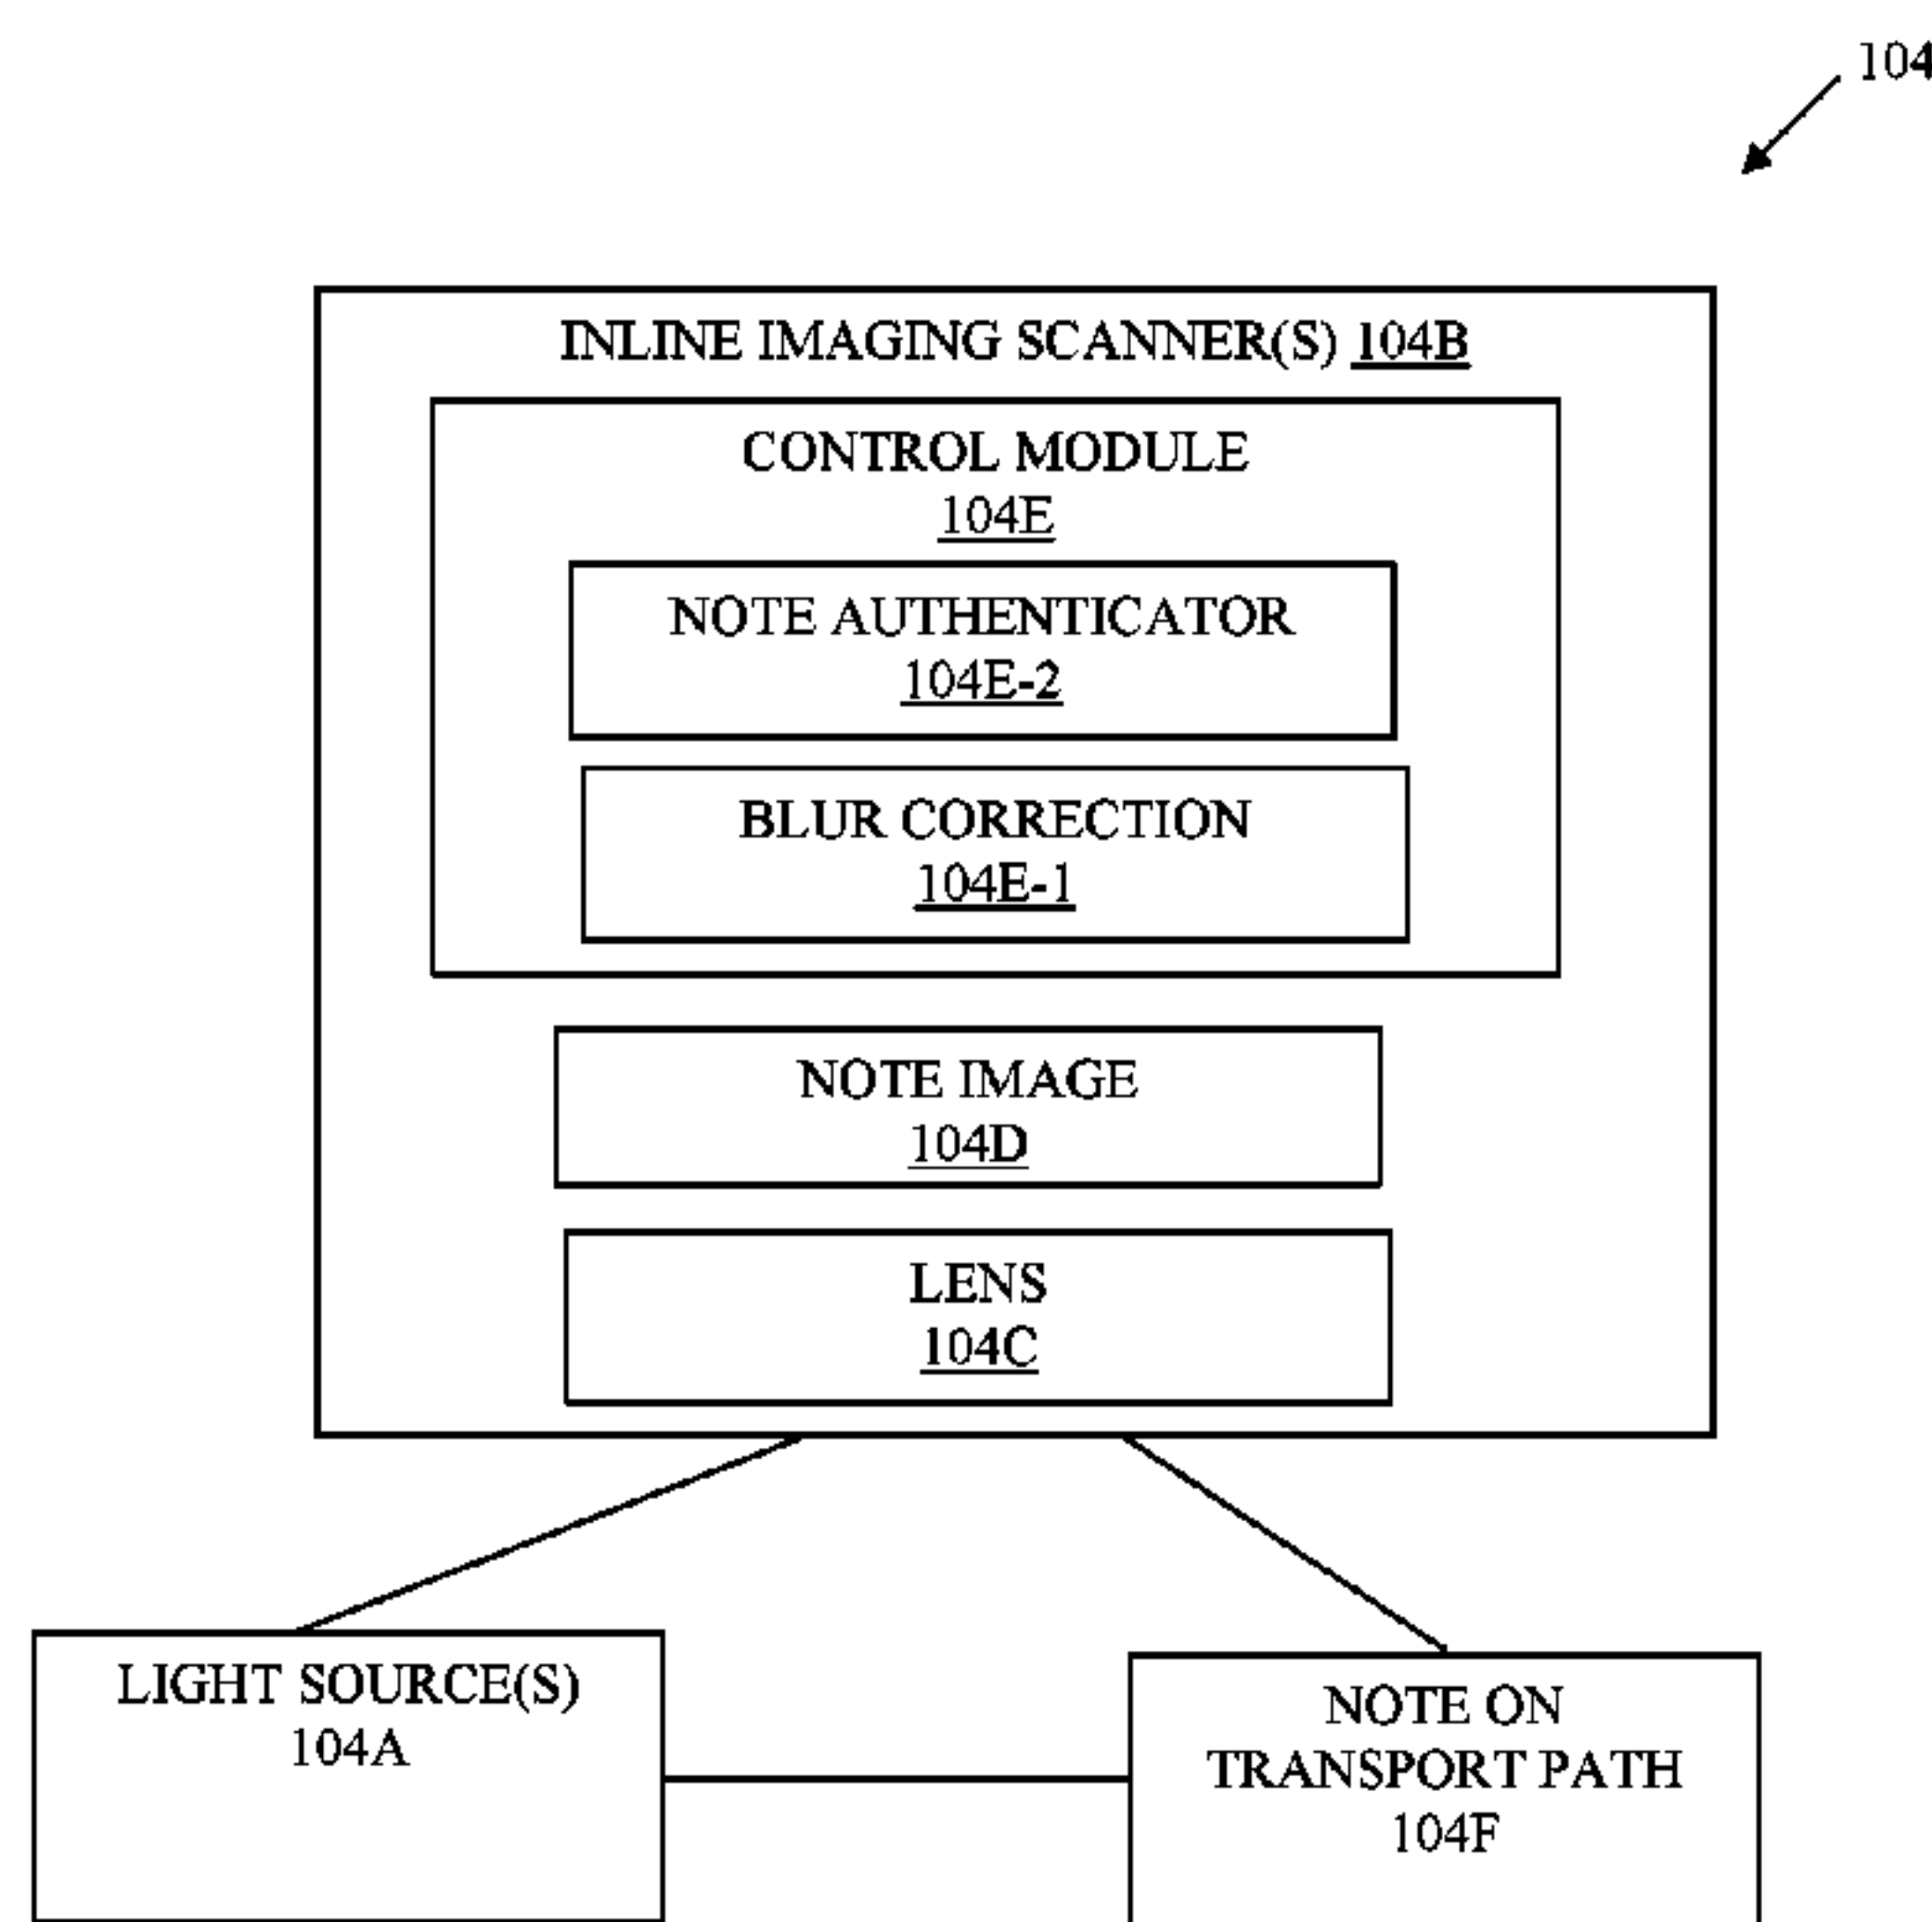 104
INLINE IMAGING SCANNER(S) 104B
CONTROL MODULE
104E
NOTE AUTHENTICATOR
104E-2
BLUR CORRECTION
104E-1
NOTE IMAGE
104D
LENS
104C
LIGHT SOURCE(S)
104A
NOTE ON
TRANSPORT PATH
104F